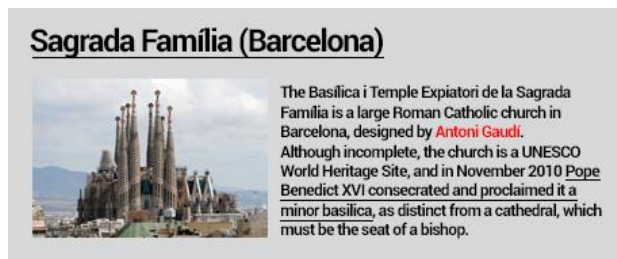 Sagrada Família (Barcelona)
The Basílica i Temple Expiatori de la Sagrada
Família is a large Roman Catholic church in
Barcelona, designed by Antoni Gaudí.
Although incomplete, the church is a UNESCO
World Heritage Site, and in November 2010 Pope
Benedict XVI consecrated and proclaimed it a
minor basilica, as distinct from a cathedral, which
must be the seat of a bishop.